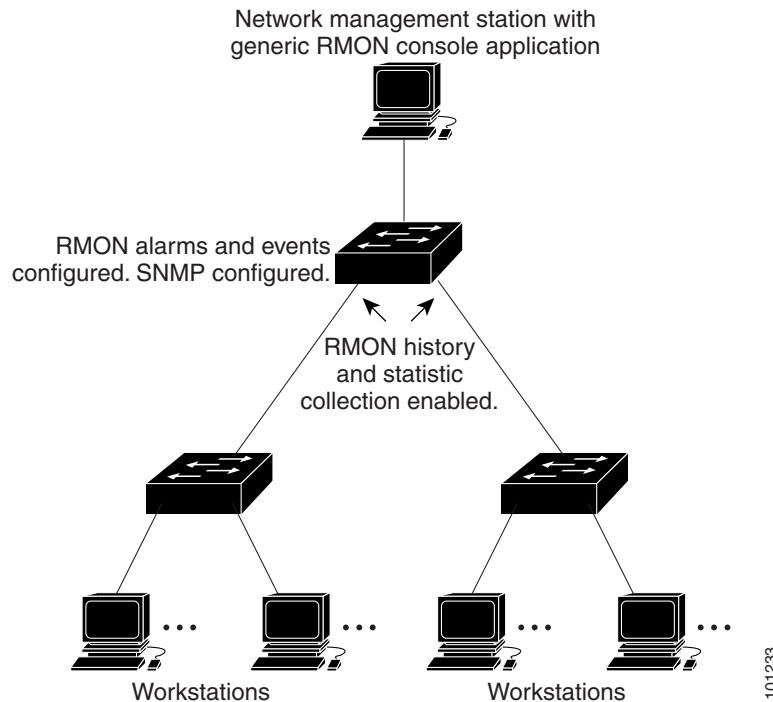 Network management station with
generic RMON console application
RMON alarms and events
configured. SNMP configured.
RMON history
and statistic
collection enabled.
Workstations
Workstations
101233